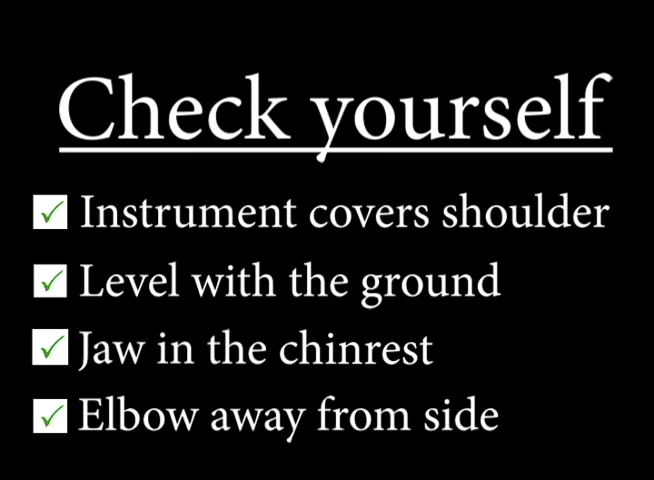 Check yourself
Instrument covers shoulder
Level with the ground
Jaw in the chinrest
Elbow away from side